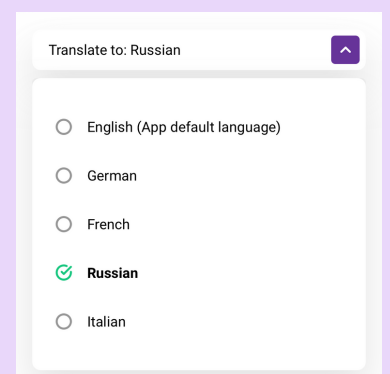 Translate to: Russian
English (App default language)
German
French
Russian
Italian